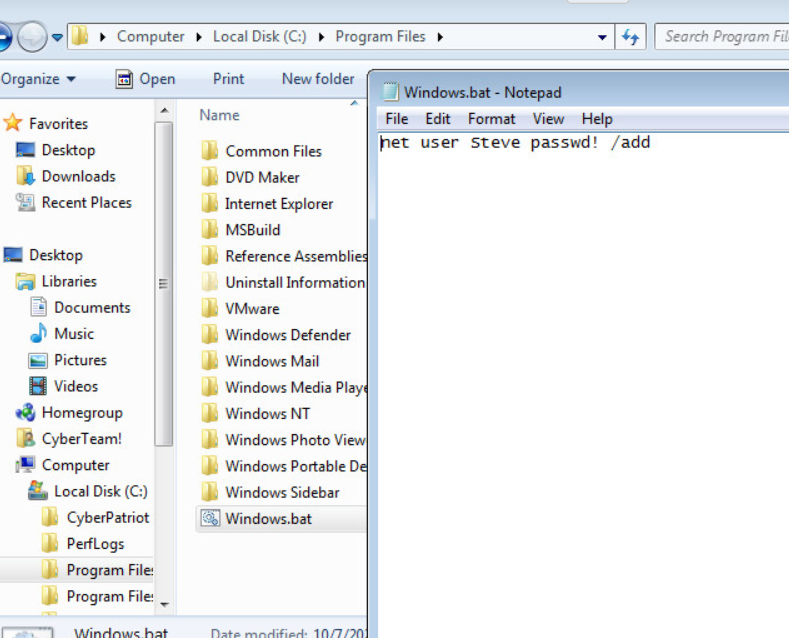 Computer Local Disk (C:) Program Files
Search Program Fil
Organize Open Print New folder
Favorites
Desktop
Downloads
Recent Places
Desktop
Libraries
Documents
Music
Pictures
Videos
Homegroup
CyberTeam!
Computer
Local Disk (C:)
CyberPatriot
PerfLogs
Program Files
Program Files
Name
Common Files
DVD Maker
Internet Explorer
MSBuild
Reference Assemblies
Uninstall Information
VMware
Windows Defender
Windows Mail
Windows Media Playe
Windows NT
Windows Photo View
Windows Portable De
Windows Sidebar
Windows.bat
Windows.bat - Notepad
File Edit Format View Help
net user Steve passwd! /add
Windows.bat Date modified: 10/7/20